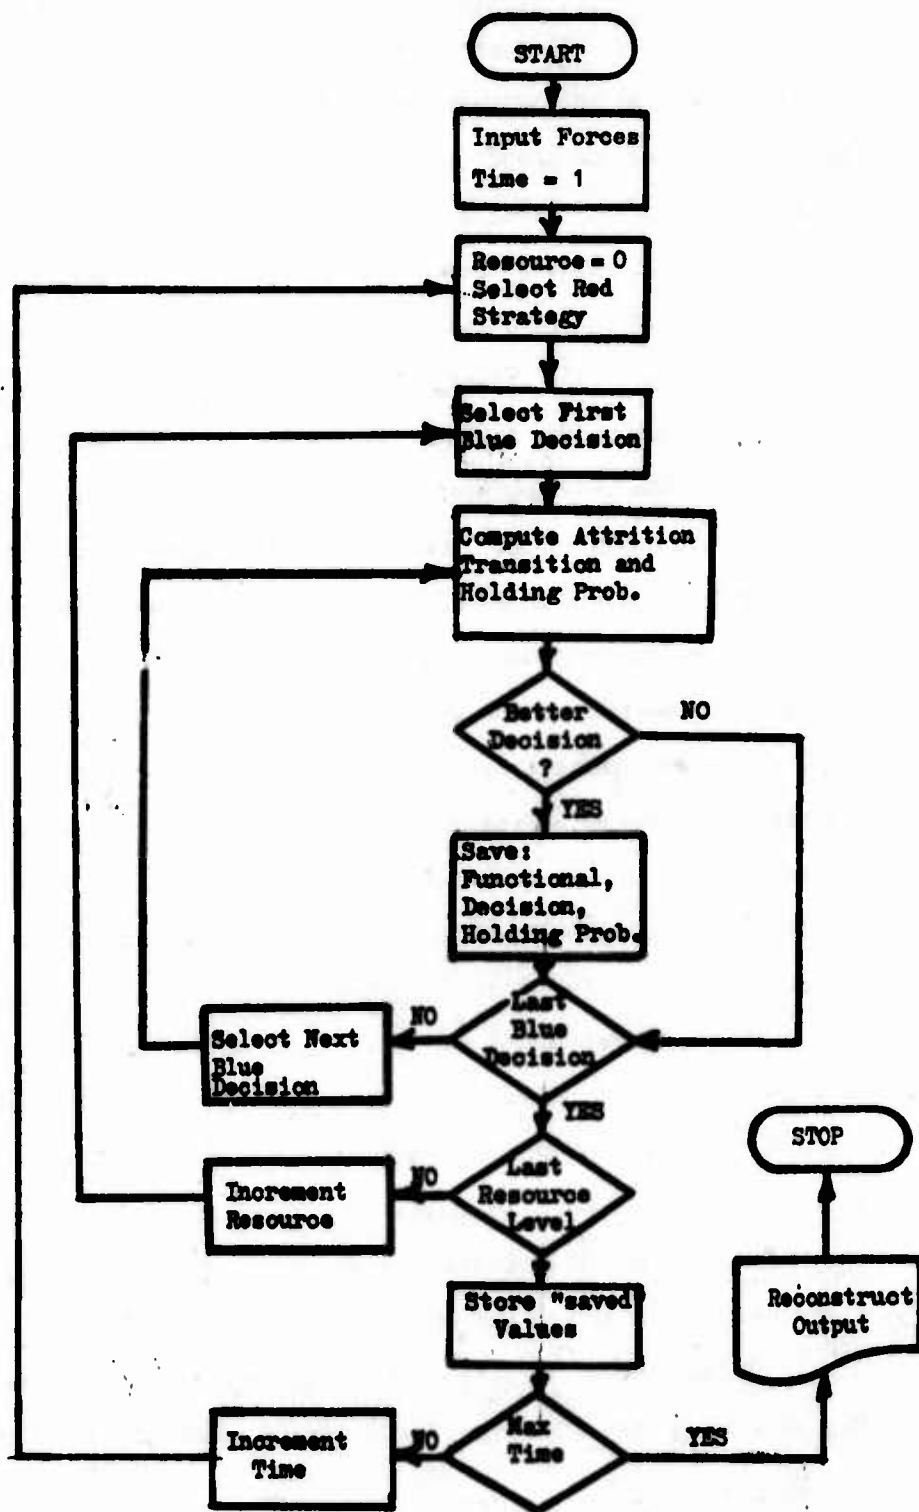 START
Input Forces
Time = 1
Resource = 0
Select Red
Strategy
Select First
Blue Decision
Compute Attrition
Transition and
Holding Prob.
Better
Decision
?
NO
YES
Save:
Functional,
Decision,
Holding Prob.
Last
Blue
Decision
NO
Select Next
Blue
Decision
YES
STOP
Last
Resource
Level
NO
Increment
Resource
Store "saved"
Values
Reconstruct
Output
Max
Time
NO
YES
Increment
Time